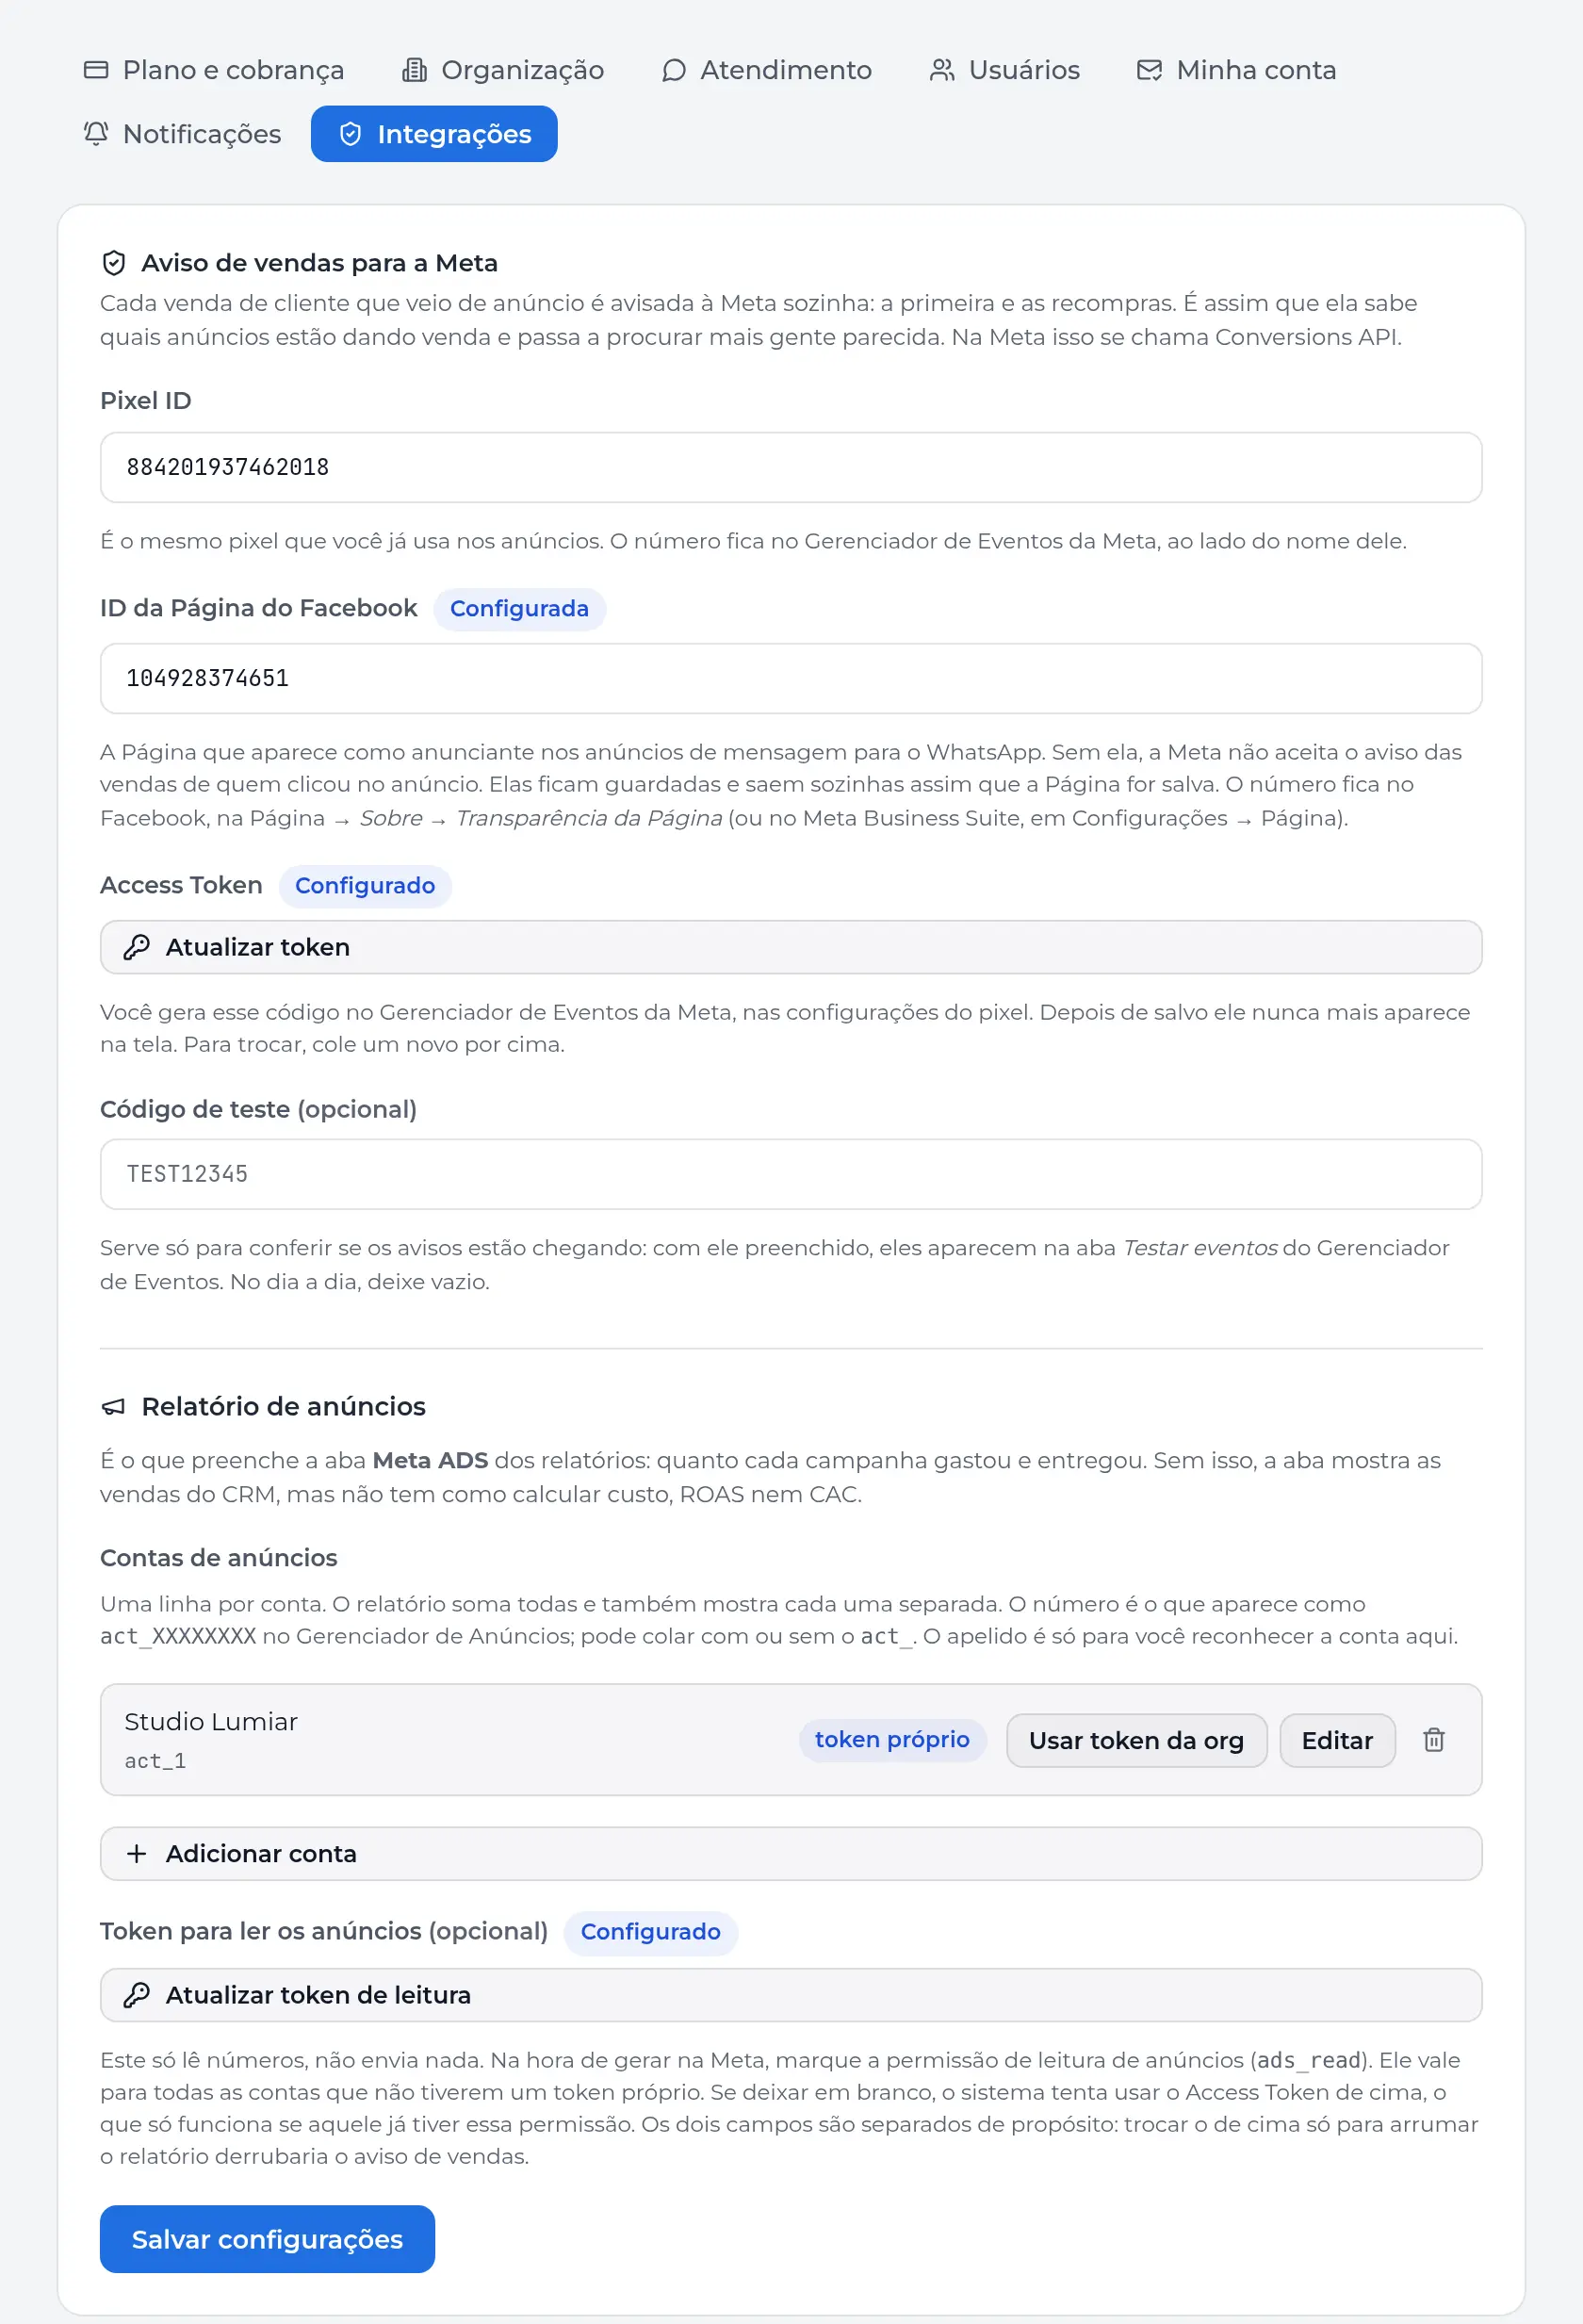 Plano e cobrança
Organização
Atendimento
Usuários
Minha conta
Notificações
Integrações
Aviso de vendas para a Meta
Cada venda de cliente que veio de anúncio é avisada à Meta sozinha: a primeira e as recompras. É assim que ela sabe
quais anúncios estão dando venda e passa a procurar mais gente parecida. Na Meta isso se chama Conversions API.
Pixel ID
884201937462018
É o mesmo pixel que você já usa nos anúncios. O número fica no Gerenciador de Eventos da Meta, ao lado do nome dele.
ID da Página do Facebook Configurada
104928374651
A Página que aparece como anunciante nos anúncios de mensagem para o WhatsApp. Sem ela, a Meta não aceita o aviso das
vendas de quem clicou no anúncio. Elas ficam guardadas e saem sozinhas assim que a Página for salva. O número fica no
Facebook, na Página → Sobre → Transparência da Página (ou no Meta Business Suite, em Configurações → Página).
Access Token Configurado
Atualizar token
Você gera esse código no Gerenciador de Eventos da Meta, nas configurações do pixel. Depois de salvo ele nunca mais aparece
na tela. Para trocar, cole um novo por cima.
Código de teste (opcional)
TEST12345
Serve só para conferir se os avisos estão chegando: com ele preenchido, eles aparecem na aba Testar eventos do Gerenciador
de Eventos. No dia a dia, deixe vazio.
Relatório de anúncios
É o que preenche a aba Meta ADS dos relatórios: quanto cada campanha gastou e entregou. Sem isso, a aba mostra as
vendas do CRM, mas não tem como calcular custo, ROAS nem CAC.
Contas de anúncios
Uma linha por conta. O relatório soma todas e também mostra cada uma separada. O número é o que aparece como
act_XXXXXXXX no Gerenciador de Anúncios; pode colar com ou sem o act_. O apelido é só para você reconhecer a conta aqui.
Studio Lumiar
act_1
token próprio
Usar token da org
Editar
Adicionar conta
Token para ler os anúncios (opcional) Configurado
Atualizar token de leitura
Este só lê números, não envia nada. Na hora de gerar na Meta, marque a permissão de leitura de anúncios (ads_read). Ele vale
para todas as contas que não tiverem um token próprio. Se deixar em branco, o sistema tenta usar o Access Token de cima, o
que só funciona se aquele já tiver essa permissão. Os dois campos são separados de propósito: trocar o de cima só para arrumar
o relatório derrubaria o aviso de vendas.
Salvar configurações